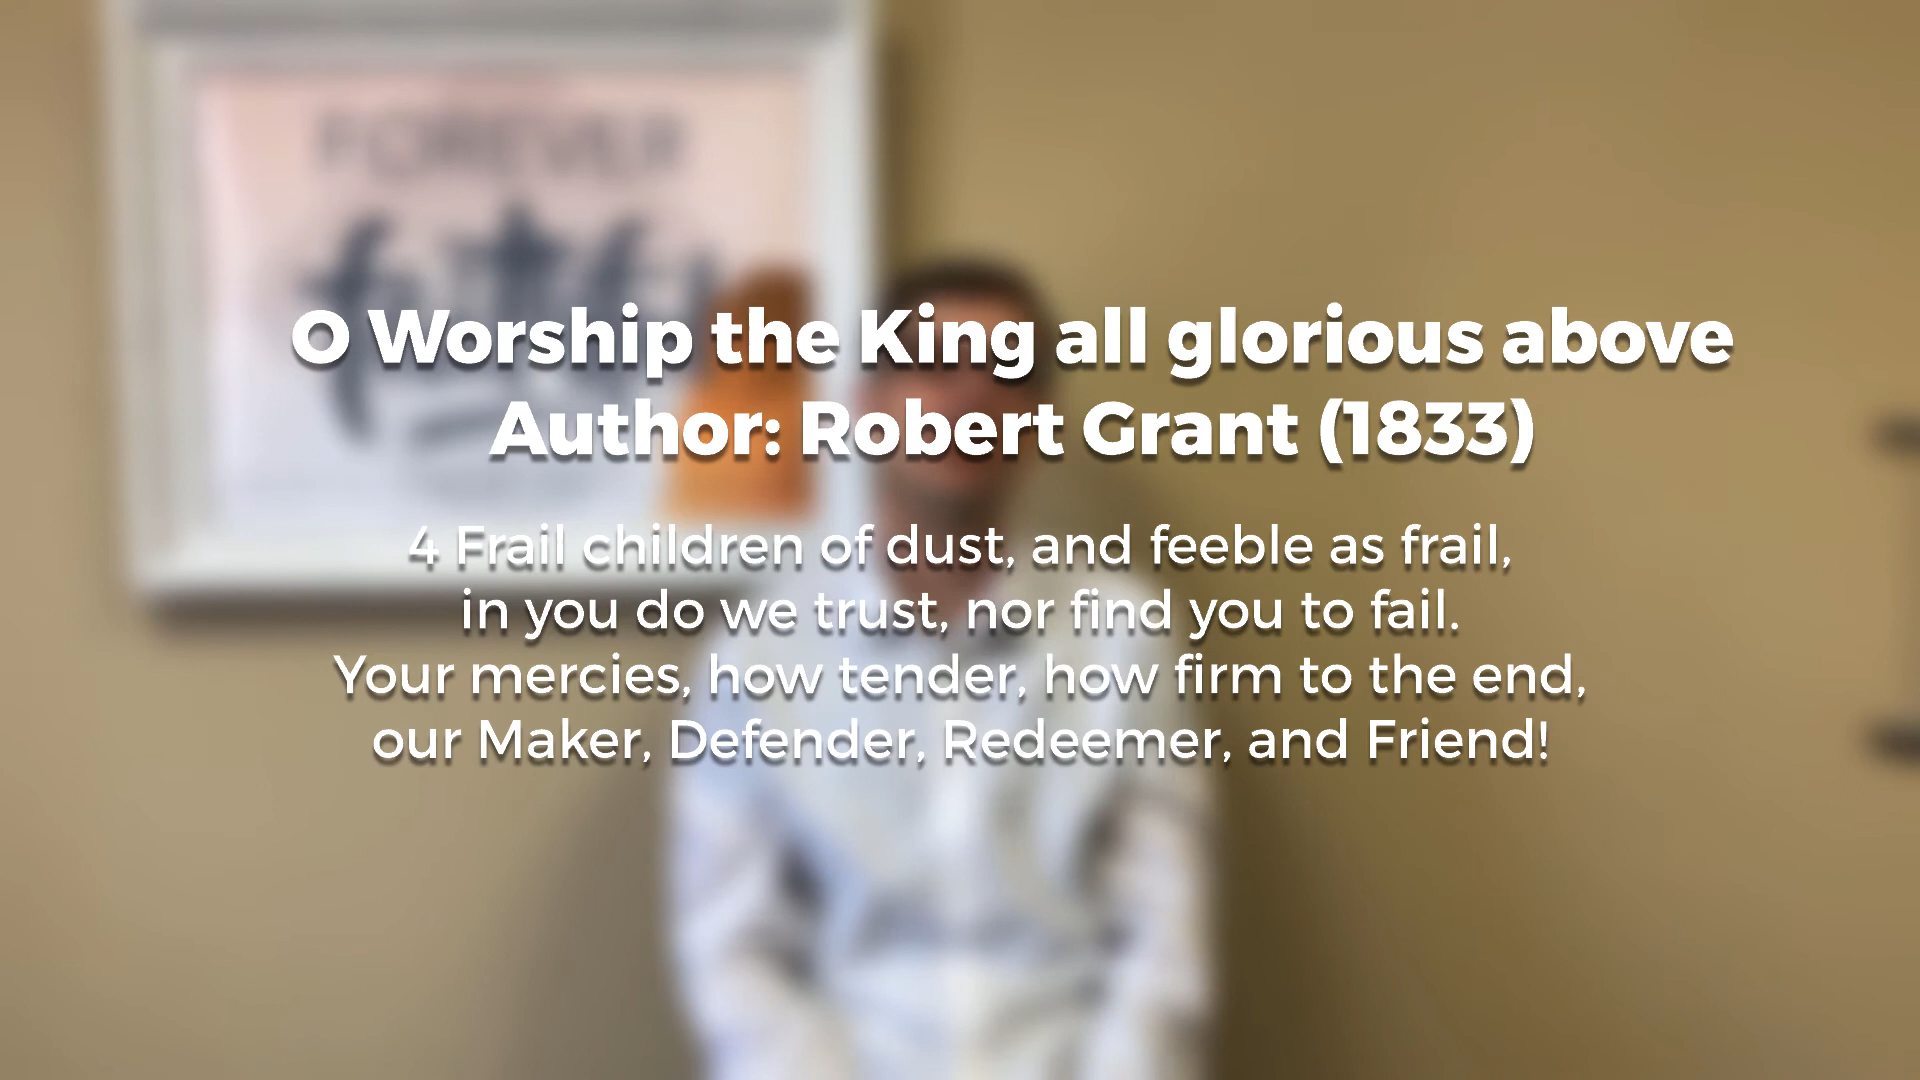 FOREVER
O Worship the King all glorious above
Author: Robert Grant (1833)
4 Frail children of dust, and feeble as frail,
in you do we trust, nor find you to fail.
Your mercies, how tender, how firm to the end,
our Maker, Defender, Redeemer, and Friend!